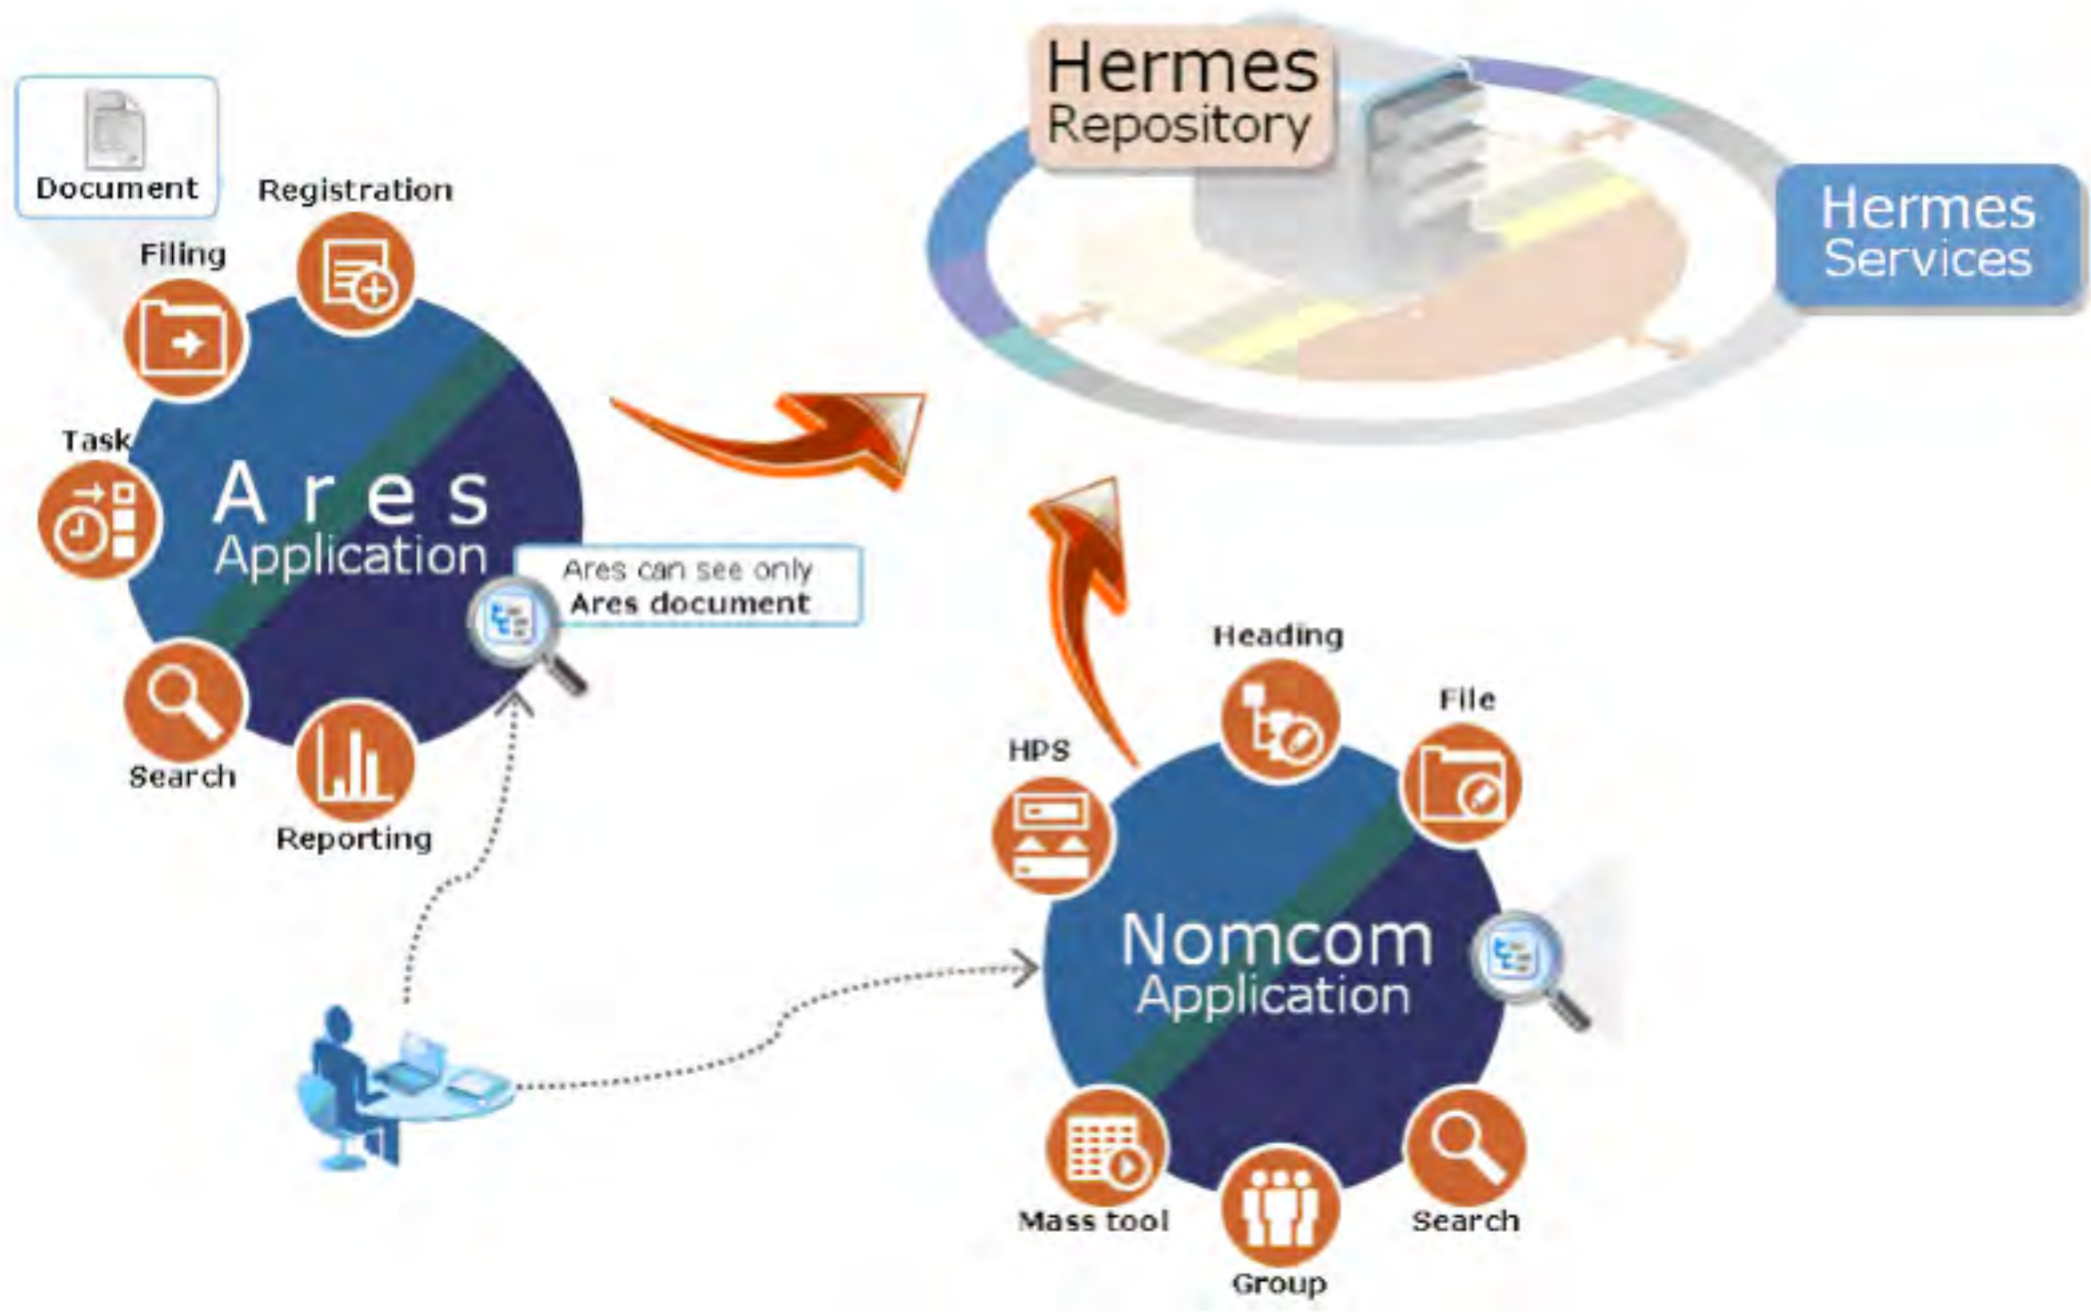 Hermes
Repository
Hermes
Services
Document
Registration
Filing
Task
Ares
Application
Ares can see only
Ares document
Search
Reporting
Heading
File
HPS
Nomcom
Application
Mass tool
Group
Search